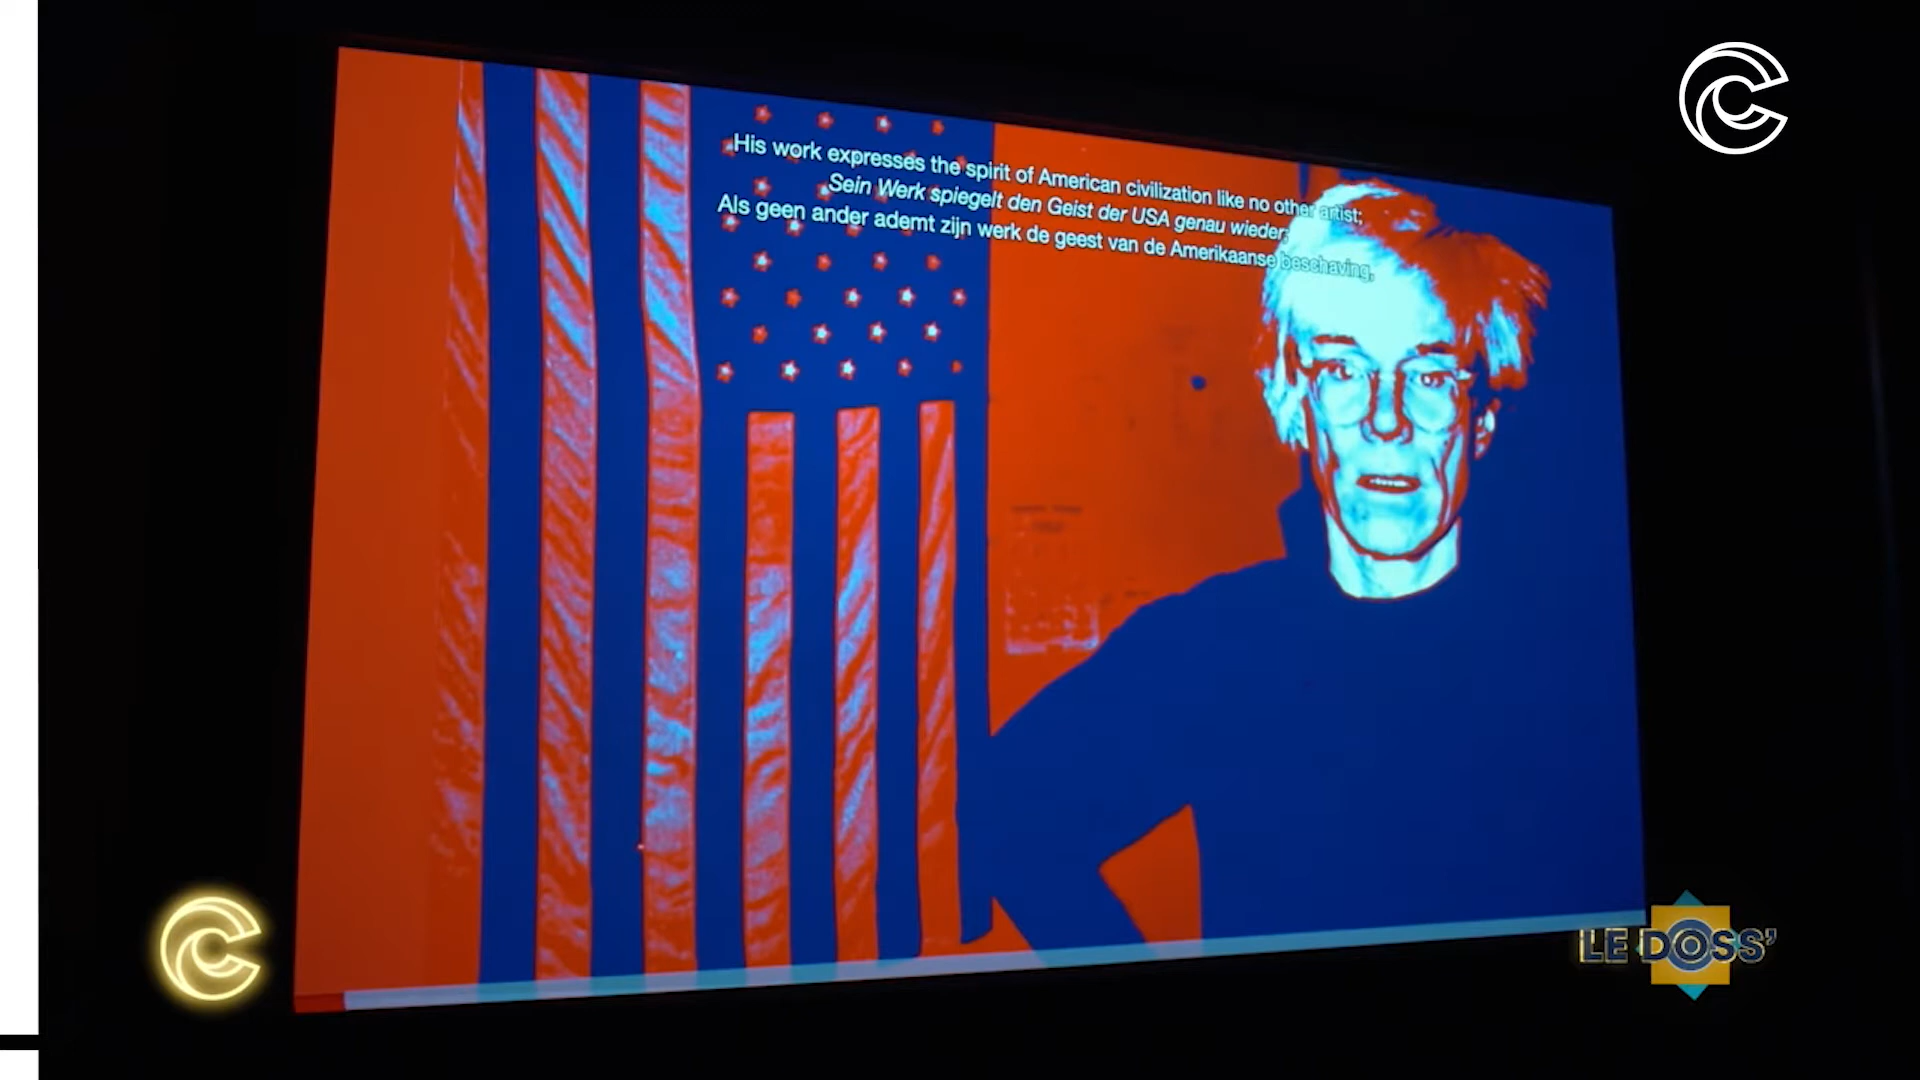 His work expresses the spirit of American civilization like no other artist;
Sein Werk spiegelt den Geist der USA genau wieder;
Als geen ander ademt zijn werk de geest van de Amerikaanse beschaving,
LE DOSS'